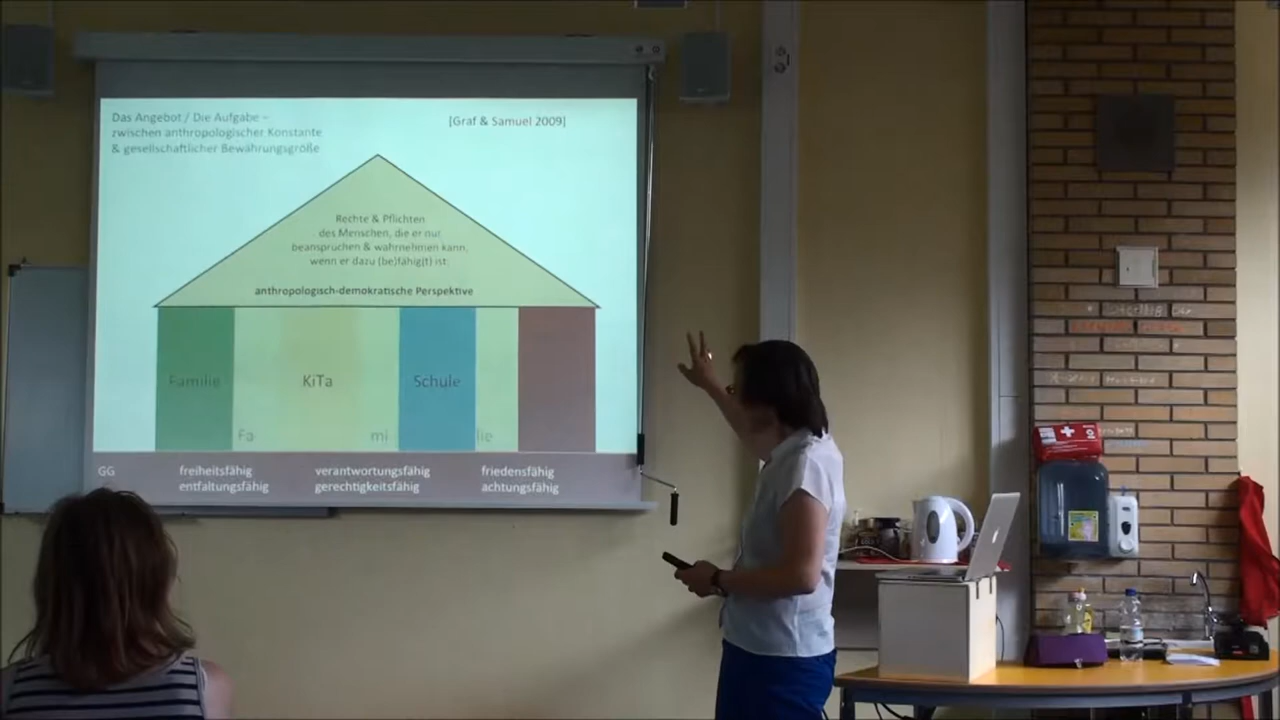 Das Angebot / Die Aufgabe –
zwischen anthropologischer Konstante
& gesellschaftlicher Bewährungsgröße
[Graf & Samuel 2009]
Rechte & Pflichten
des Menschen, die er nur
beanspruchen & wahrnehmen kann,
wenn er dazu (be)fähig(t) ist.
anthropologisch-demokratische Perspektive
Familie
KiTa
Schule
Fa
mi
lie
GG
freiheitsfähig
entfaltungsfähig
verantwortungsfähig
gerechtigkeitsfähig
friedensfähig
achtungsfähig